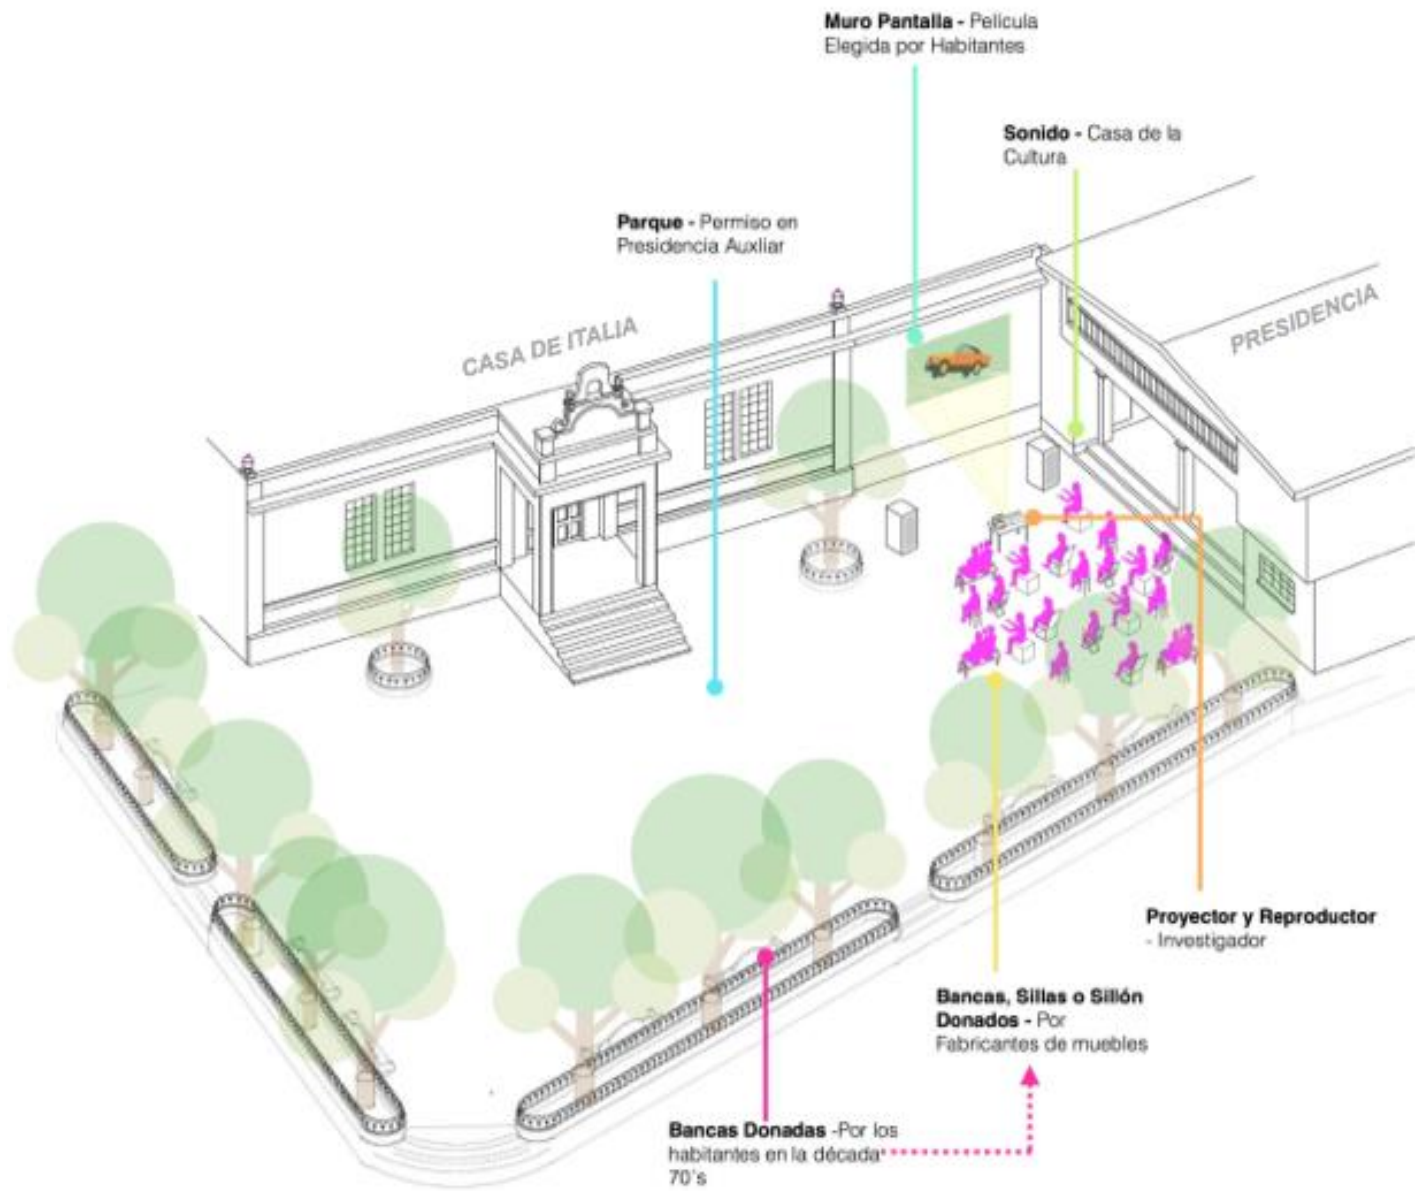 Muro Pantalla - Película
Elegida por Habitantes
Sonido - Casa de la
Cultura
Parque - Permiso en
Presidencia Auxliar
CASA DE ITALIA
PRESIDENCIA
Proyector y Reproductor
- Investigador
Bancas, Sillas o Sillón
Donados - Por
Fabricantes de muebles
Bancas Donadas -Por los
habitantes en la década
70´s